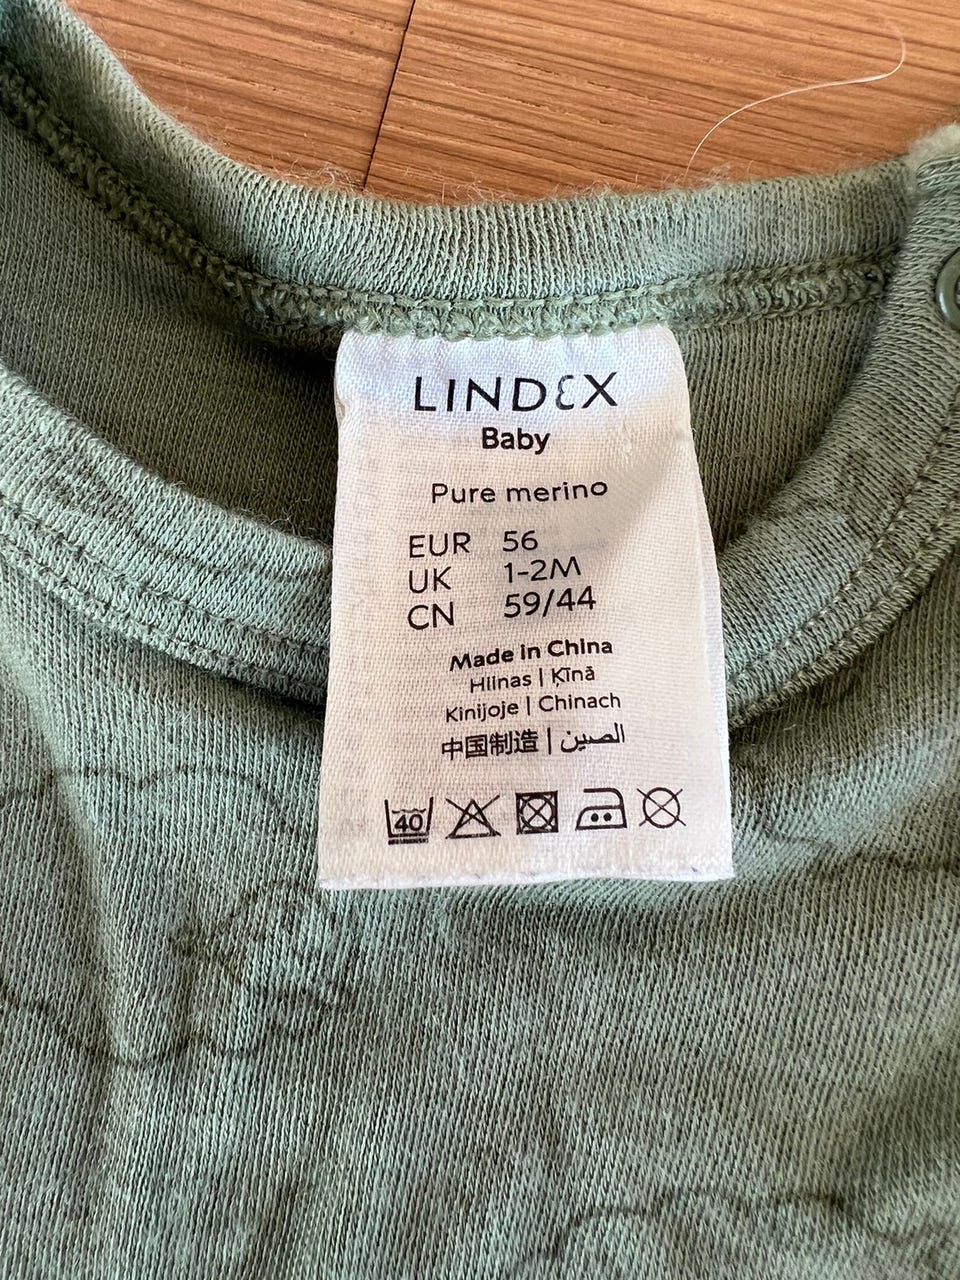 LINDEX
Baby
Pure merino
EUR 56
UK 1-2M
CN 59/44
Made in China
Hiinas | Ķīnā
Kinijoje | Chinach
中国制造 | الصين
40